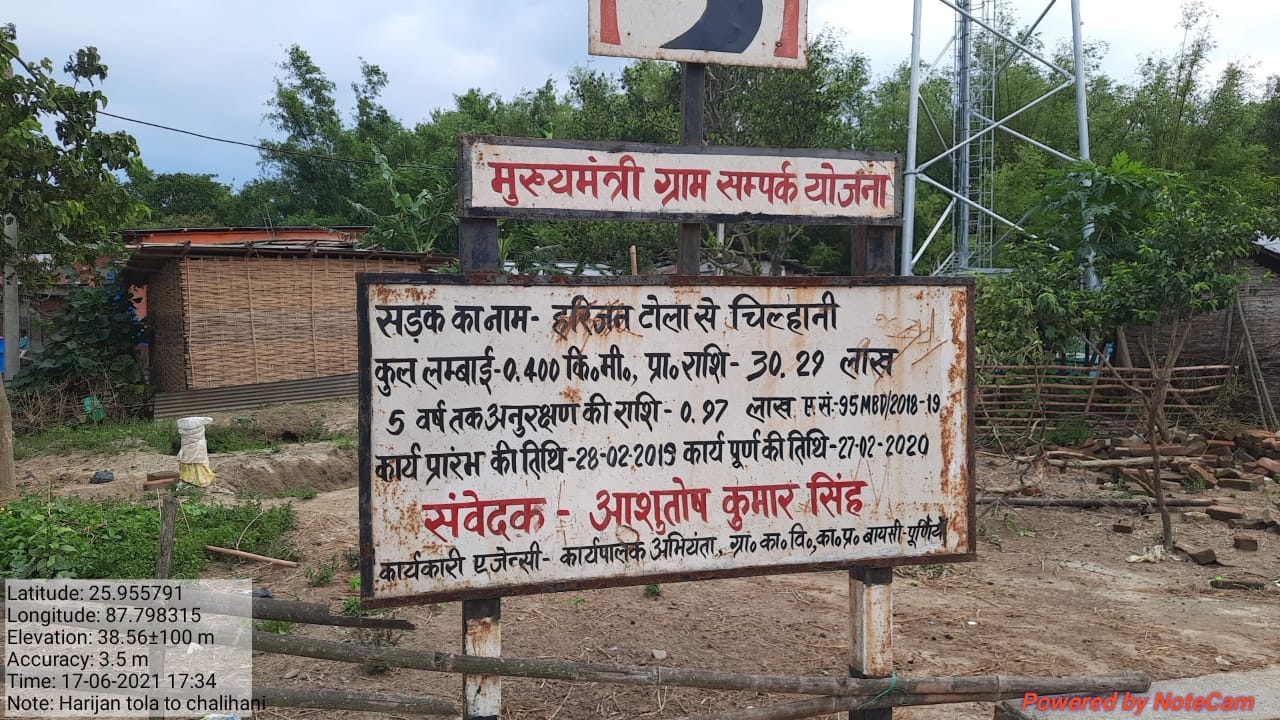 मुख्यमंत्री ग्राम सम्पर्क योजना
सड़क का नाम- हरिजन टोला से चिल्हानी
कुल लम्बाई-0.400 कि॰मी॰, प्रा॰ राशि- 30.29 लाख
5 वर्ष तक अनुरक्षण की राशि- 0.97 लाख ए सं:-95MBD/2018-19
कार्य प्रारंभ की तिथि-28-02-2019 कार्य पूर्ण की तिथि-27-02-2020
संवेदक - आशुतोष कुमार सिंह
कार्यकारी एजेन्सी- कार्यपालक अभियंता, ग्रा॰ का॰ वि॰, का॰ प्र॰ बायसी-पूर्णियाँ
Latitude: 25.955791
Longitude: 87.798315
Elevation: 38.56±100 m
Accuracy: 3.5 m
Time: 17-06-2021 17:34
Note: Harijan tola to chalihani
Powered by NoteCam